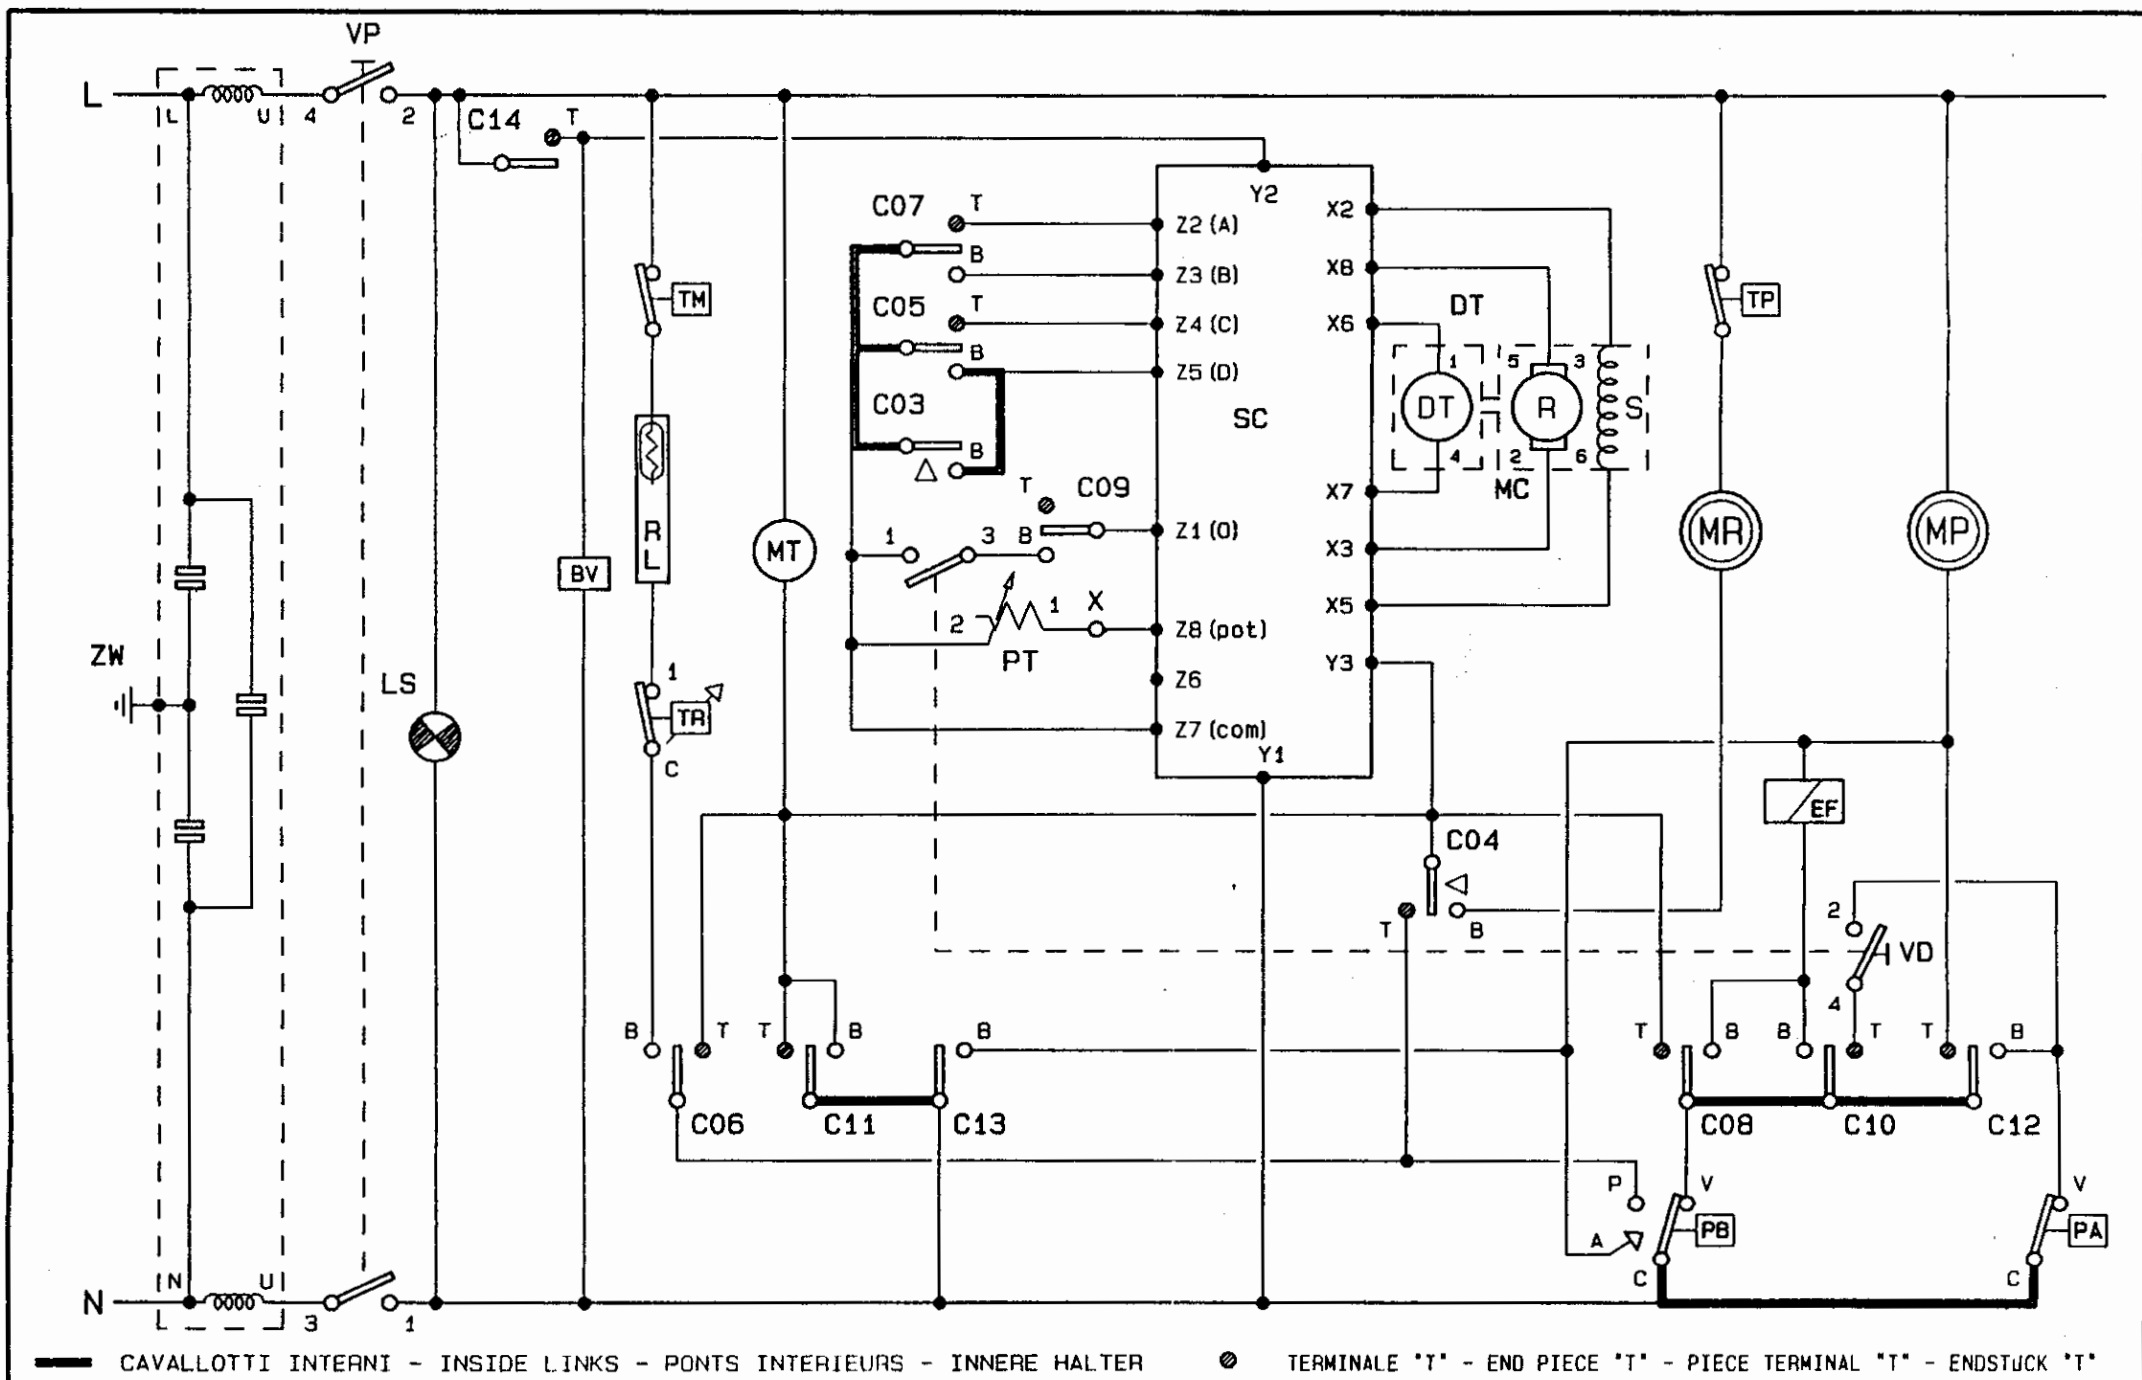 VP
L
L
U
4
2
C14
T
Y2
C07
T
Z2 (A)
X2
B
Z3 (B)
X8
TM
C05
T
Z4 (C)
X6
DT
TP
B
Z5 (D)
1
5
3
C03
SC
DT
R
S
B
4
2
6
T
C09
X7
MC
R
L
MT
1
3
B
Z1 (0)
MR
MP
BV
X3
2
1
X
Z8 (pot)
X5
PT
ZW
LS
1
Z6
Y3
TR
Z7 (com)
C
Y1
EF
C04
2
T
B
VD
4
B
T
T
B
B
T
B
B
T
T
B
C06
C11
C13
C08
C10
C12
P
V
V
A
PB
PA
C
C
N
N
U
3
1
CAVALLOTTI INTERNI - INSIDE LINKS - PONTS INTERIEURS - INNERE HALTER
TERMINALE "T" - END PIECE "T" - PIECE TERMINAL "T" - ENDSTUCK "T"